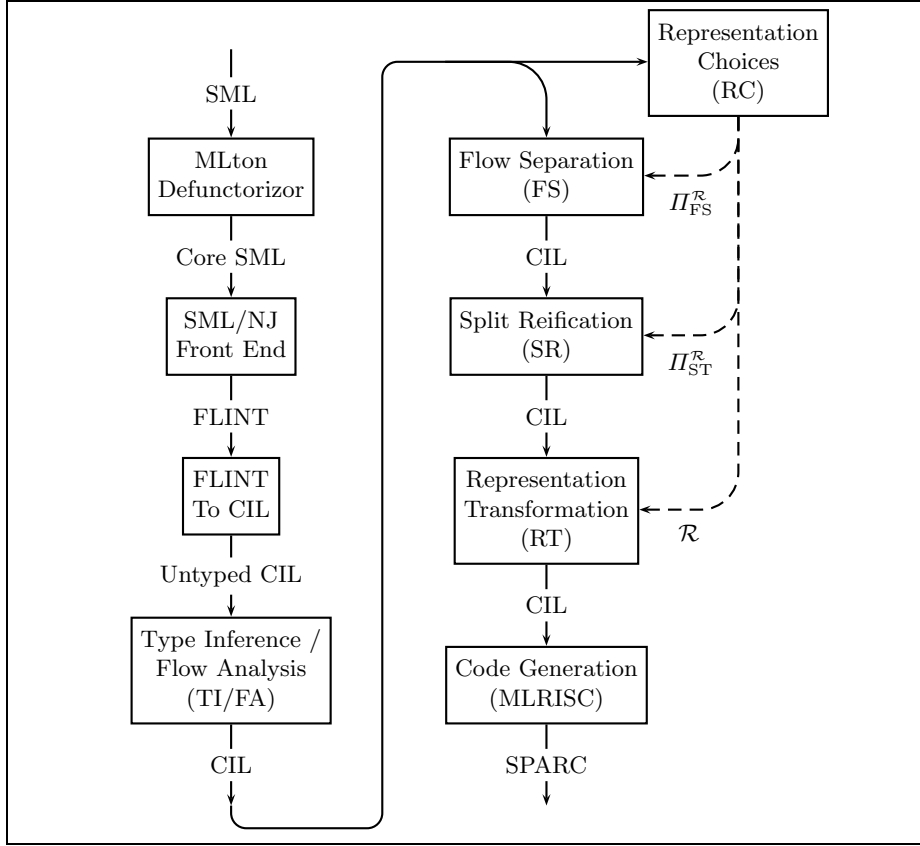 SML
MLton
Defunctorizor
Core SML
SML/NJ
Front End
FLINT
FLINT
To CIL
Untyped CIL
Type Inference /
Flow Analysis
(TI/FA)
CIL
Representation
Choices
(RC)
Flow Separation
(FS)
Π^ℛ_FS
CIL
Split Reification
(SR)
Π^ℛ_ST
CIL
Representation
Transformation
(RT)
ℛ
CIL
Code Generation
(MLRISC)
SPARC